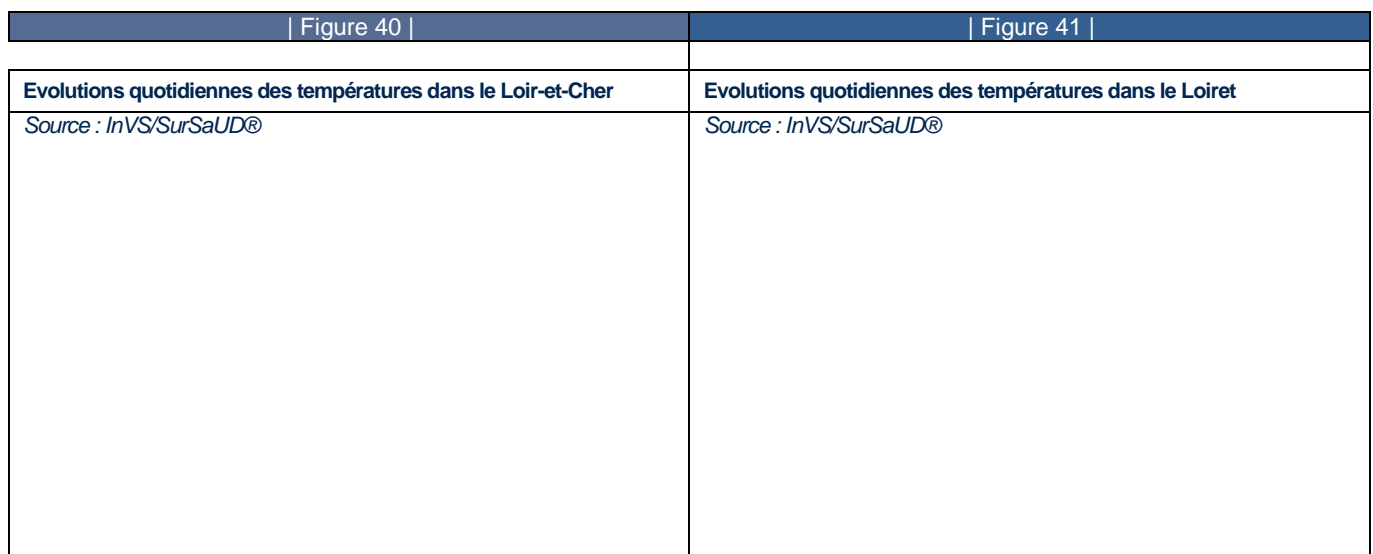 | Figure 40 |
| Figure 41 |
Evolutions quotidiennes des températures dans le Loir-et-Cher
Evolutions quotidiennes des températures dans le Loiret
Source : InVS/SurSaUD®
Source : InVS/SurSaUD®